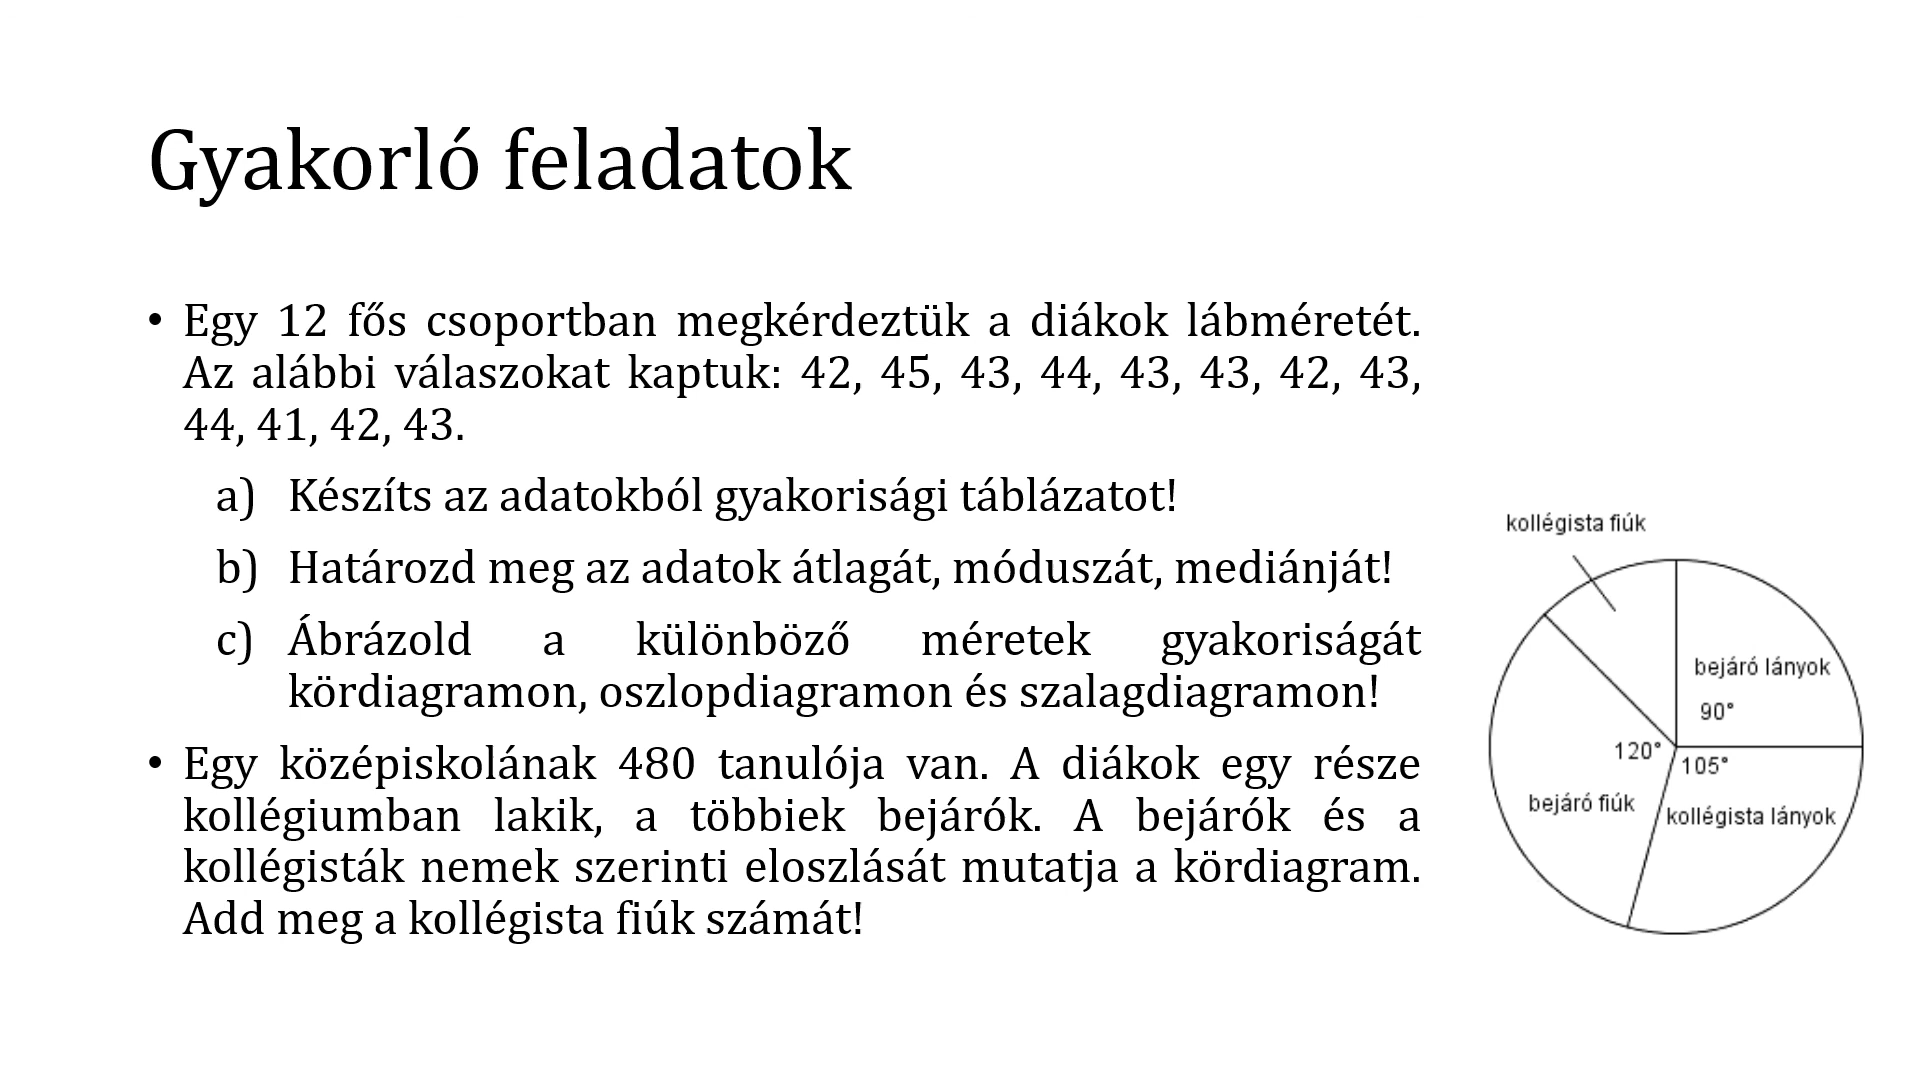 Gyakorló feladatok
• Egy 12 fős csoportban megkérdeztük a diákok lábméretét.
Az alábbi válaszokat kaptuk: 42, 45, 43, 44, 43, 43, 42, 43,
44, 41, 42, 43.
a) Készíts az adatokból gyakorisági táblázatot!
b) Határozd meg az adatok átlagát, móduszát, mediánját!
c) Ábrázold a különböző méretek gyakoriságát
kördiagramon, oszlopdiagramon és szalagdiagramon!
• Egy középiskolának 480 tanulója van. A diákok egy része
kollégiumban lakik, a többiek bejárók. A bejárók és a
kollégisták nemek szerinti eloszlását mutatja a kördiagram.
Add meg a kollégista fiúk számát!
kollégista fiúk
bejáró lányok
90°
120°
105°
bejáró fiúk
kollégista lányok